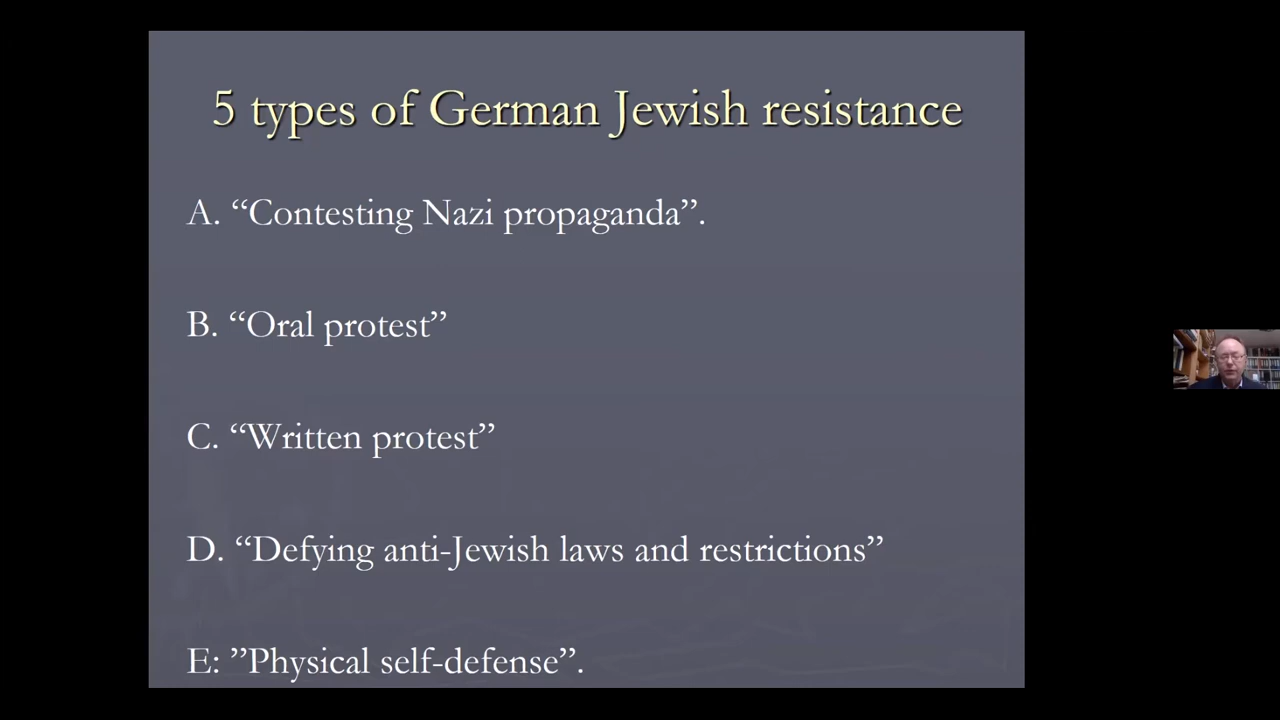 5 types of German Jewish resistance
A. “Contesting Nazi propaganda”.
B. “Oral protest”
C. “Written protest”
D. “Defying anti-Jewish laws and restrictions”
E: ”Physical self-defense”.